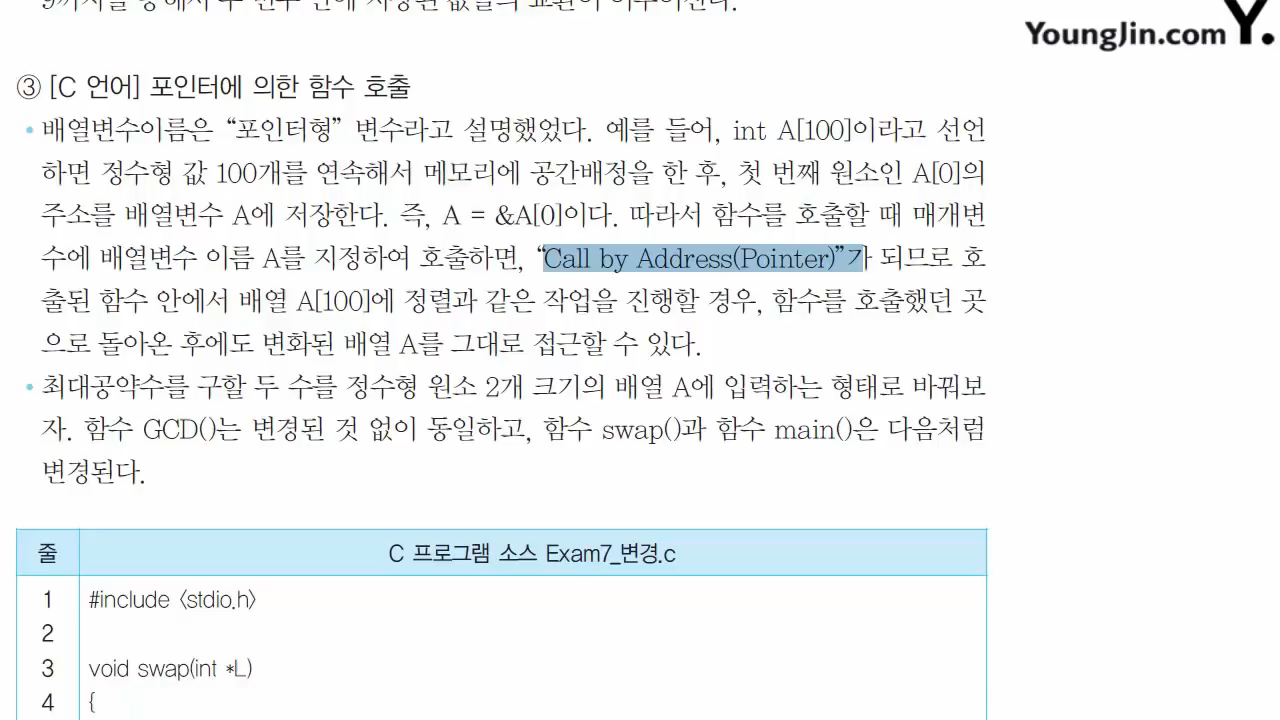 YoungJin.com Y.
③ [C 언어] 포인터에 의한 함수 호출
• 배열변수이름은 “포인터형” 변수라고 설명했었다. 예를 들어, int A[100]이라고 선언
하면 정수형 값 100개를 연속해서 메모리에 공간배정을 한 후, 첫 번째 원소인 A[0]의
주소를 배열변수 A에 저장한다. 즉, A = &A[0]이다. 따라서 함수를 호출할 때 매개변
수에 배열변수 이름 A를 지정하여 호출하면, “Call by Address(Pointer)”가 되므로 호
출된 함수 안에서 배열 A[100]에 정렬과 같은 작업을 진행할 경우, 함수를 호출했던 곳
으로 돌아온 후에도 변화된 배열 A를 그대로 접근할 수 있다.
• 최대공약수를 구할 두 수를 정수형 원소 2개 크기의 배열 A에 입력하는 형태로 바꿔보
자. 함수 GCD()는 변경된 것 없이 동일하고, 함수 swap()과 함수 main()은 다음처럼
변경된다.
줄 C 프로그램 소스 Exam7_변경.c
1 #include <stdio.h>
2
3 void swap(int *L)
4 {